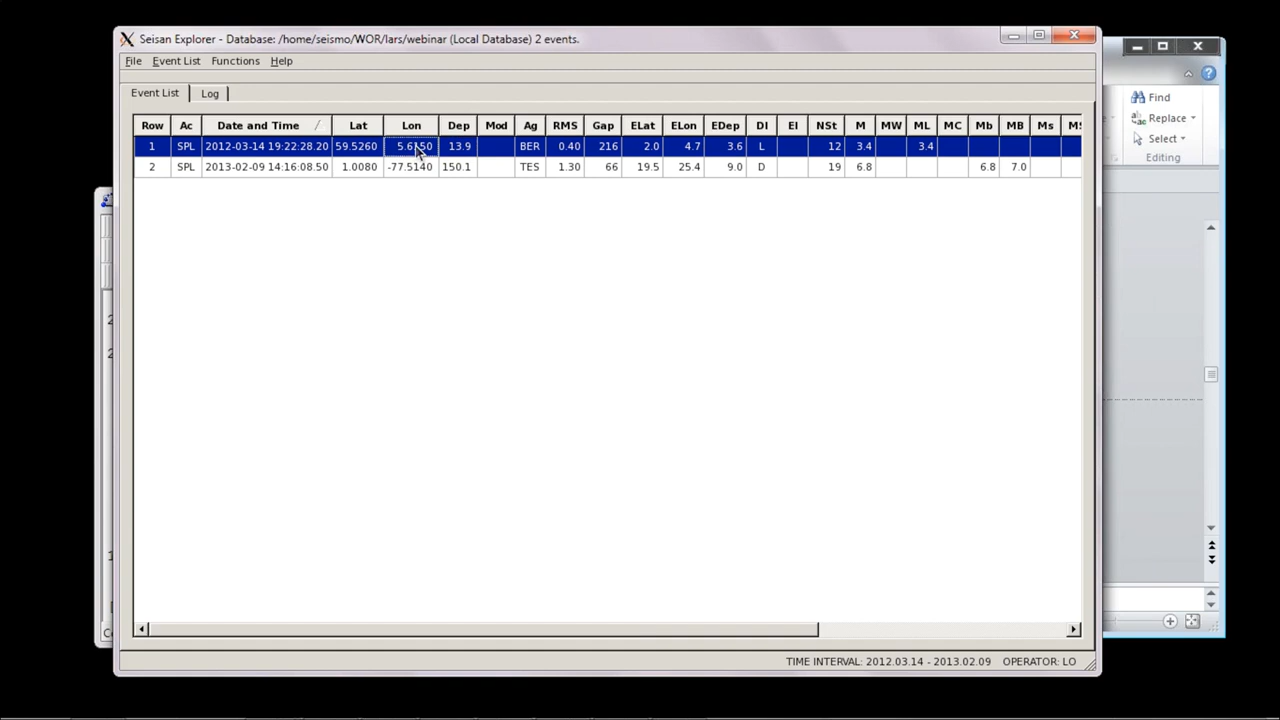 Seisan Explorer - Database: /home/seismo/WOR/lars/webinar (Local Database) 2 events.
File Event List Functions Help
Event List Log
Row Ac Date and Time Lat Lon Dep Mod Ag RMS Gap ELat ELon EDep DI EI NSt M MW ML MC Mb MB Ms
1 SPL 2012-03-14 19:22:28.20 59.5260 13.9 BER 0.40 216 2.0 4.7 3.6 L 12 3.4 3.4
2 SPL 2013-02-09 14:16:08.50 1.0080 -77.5140 150.1 TES 1.30 66 19.5 25.4 9.0 D 19 6.8 6.8 7.0
TIME INTERVAL: 2012.03.14 - 2013.02.09 OPERATOR: LO
Find
Replace
Select
Editing